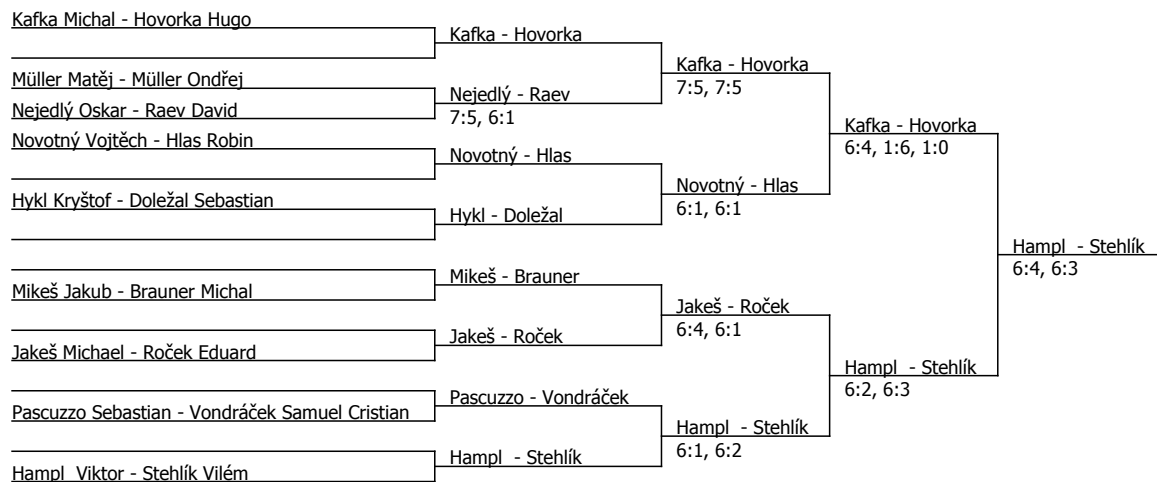 Kafka Michal - Hovorka Hugo
Müller Matěj - Müller Ondřej
Nejedlý Oskar - Raev David
Novotný Vojtěch - Hlas Robin
Hykl Kryštof - Doležal Sebastian
Mikeš Jakub - Brauner Michal
Jakeš Michael - Roček Eduard
Pascuzzo Sebastian - Vondráček Samuel Cristian
Hampl  Viktor - Stehlík Vilém
Kafka - Hovorka
Nejedlý - Raev
7:5, 6:1
Novotný - Hlas
Hykl - Doležal
Mikeš - Brauner
Jakeš - Roček
Pascuzzo - Vondráček
Hampl  - Stehlík
Kafka - Hovorka
7:5, 7:5
Novotný - Hlas
6:1, 6:1
Jakeš - Roček
6:4, 6:1
Hampl  - Stehlík
6:1, 6:2
Kafka - Hovorka
6:4, 1:6, 1:0
Hampl  - Stehlík
6:2, 6:3
Hampl  - Stehlík
6:4, 6:3